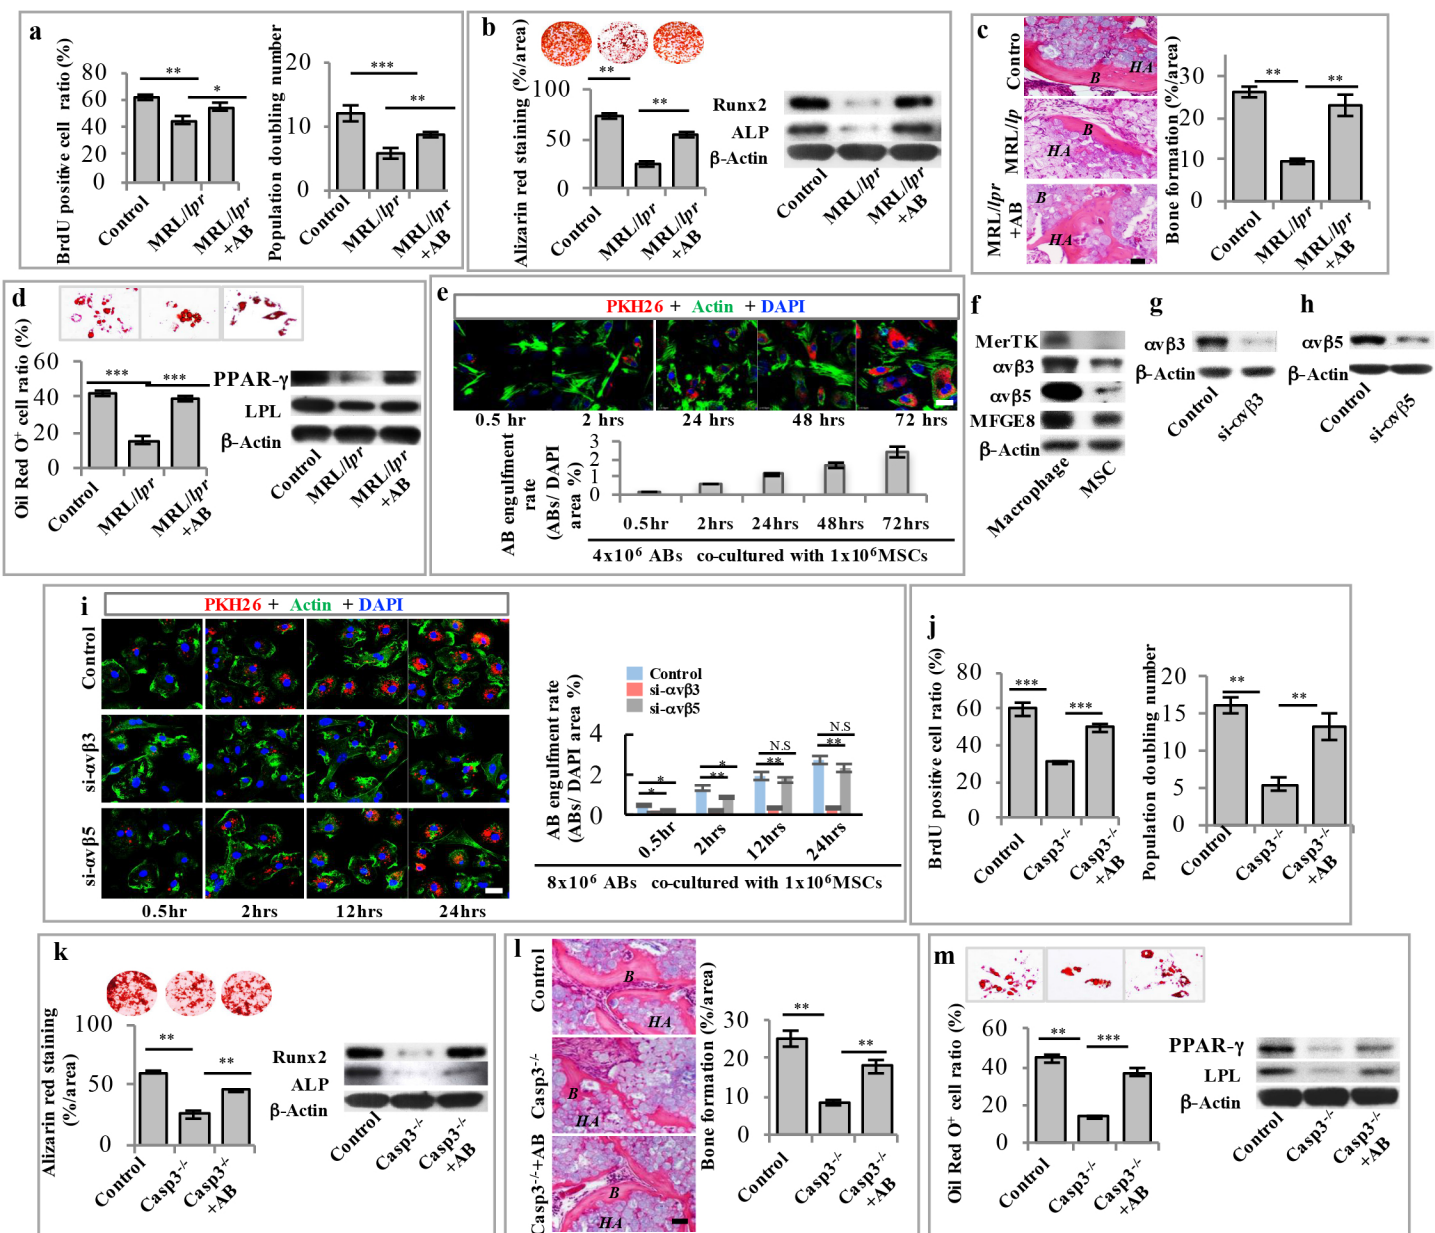 a
BrdU positive cell ratio (%)
80
60
40
20
0
**
*
Control
MRL/lpr
MRL/lpr
+AB
Population doubling number
20
10
0
***
**
Control
MRL/lpr
MRL/lpr
+AB
b
Alizarin red staining (%/area)
100
50
0
**
**
Control
MRL/lpr
MRL/lpr
+AB
Runx2
ALP
β-Actin
Control
MRL/lpr
MRL/lpr
+AB
c
Contro
MRL/lp
MRL/lpr
+AB
B
HA
B
HA
B
HA
Bone formation (%/area)
30
20
10
0
**
**
Control
MRL/lpr
MRL/lpr
+AB
d
Oil Red O+ cell ratio (%)
60
40
20
0
***
***
Control
MRL/lpr
MRL/lpr
+AB
PPAR-γ
LPL
β-Actin
Control
MRL/lpr
MRL/lpr
+AB
e
PKH26 + Actin + DAPI
0.5 hr
2 hrs
24 hrs
48 hrs
72 hrs
AB engulfment
rate
(ABs/ DAPI
area %)
3
2
1
0
0.5hr
2hrs
24hrs
48hrs
72hrs
4x10⁶ ABs co-cultured with 1x10⁶MSCs
f
MerTK
αvβ3
αvβ5
MFGE8
β-Actin
Macrophage
MSC
g
αvβ3
β-Actin
Control
si-αvβ3
h
αvβ5
β-Actin
Control
si-αvβ5
i
PKH26 + Actin + DAPI
Control
si-αvβ3
si-αvβ5
0.5hr
2hrs
12hrs
24hrs
Control
si-αvβ3
si-αvβ5
AB engulfment rate
(ABs/ DAPI area %)
4
2
0
*
*
*
**
N.S
**
N.S
**
0.5hr
2hrs
12hrs
24hrs
8x10⁶ ABs co-cultured with 1x10⁶MSCs
j
BrdU positive cell ratio (%)
80
60
40
20
0
***
***
Control
Casp3-/-
Casp3-/-
+AB
Population doubling number
20
15
10
5
0
**
**
Control
Casp3-/-
Casp3-/-
+AB
k
Alizarin red staining
(%/area)
100
50
0
**
**
Control
Casp3-/-
Casp3-/-
+AB
Runx2
ALP
β-Actin
Control
Casp3-/-
Casp3-/-
+AB
l
Control
Casp3-/-
Casp3-/-+AB
B
HA
B
HA
B
HA
Bone formation (%/area)
30
20
10
0
**
**
Control
Casp3-/-
Casp3-/-
+AB
m
Oil Red O+ cell ratio (%)
60
40
20
0
**
***
Control
Casp3-/-
Casp3-/-
+AB
PPAR-γ
LPL
β-Actin
Control
Casp3-/-
Casp3-/-
+AB